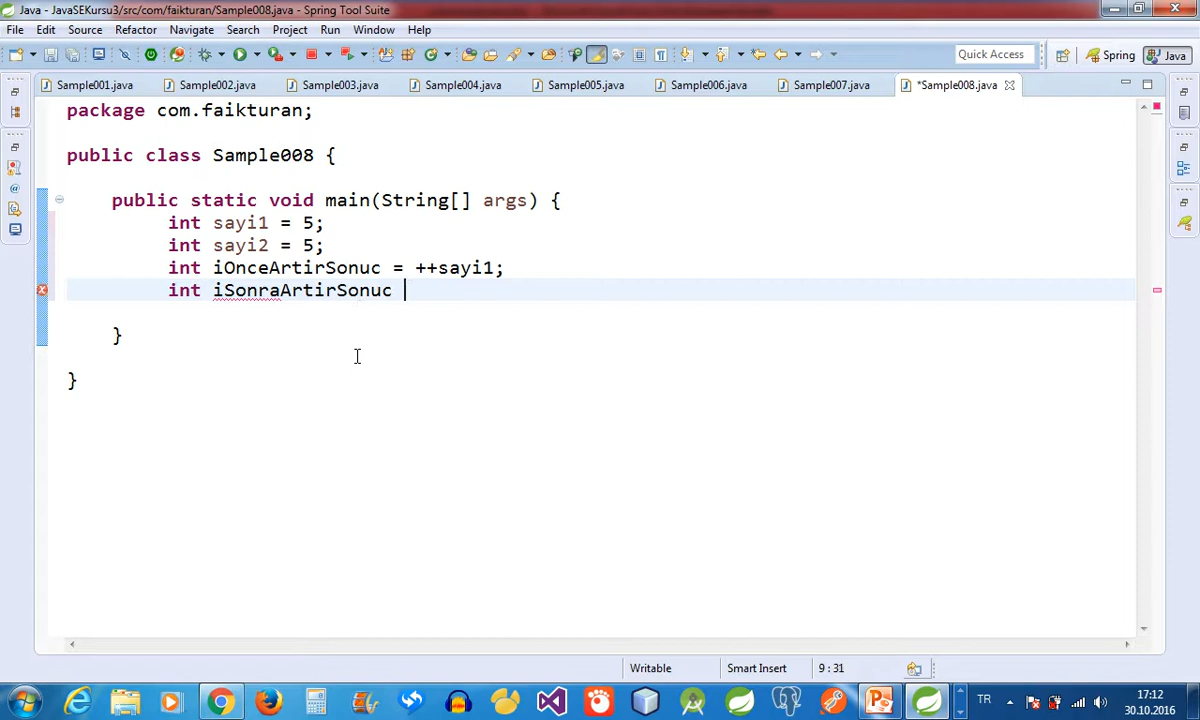 Java - JavaSEKursu3/src/com/faikturan/Sample008.java - Spring Tool Suite
File Edit Source Refactor Navigate Search Project Run Window Help
Quick Access
Spring
Java
Sample001.java
Sample002.java
Sample003.java
Sample004.java
Sample005.java
Sample006.java
Sample007.java
*Sample008.java
package com.faikturan;
public class Sample008 {
public static void main(String[] args) {
int sayi1 = 5;
int sayi2 = 5;
int iOnceArtirSonuc = ++sayi1;
int iSonraArtirSonuc
}
}
Writable
Smart Insert
9 : 31
TR
17:12
30.10.2016